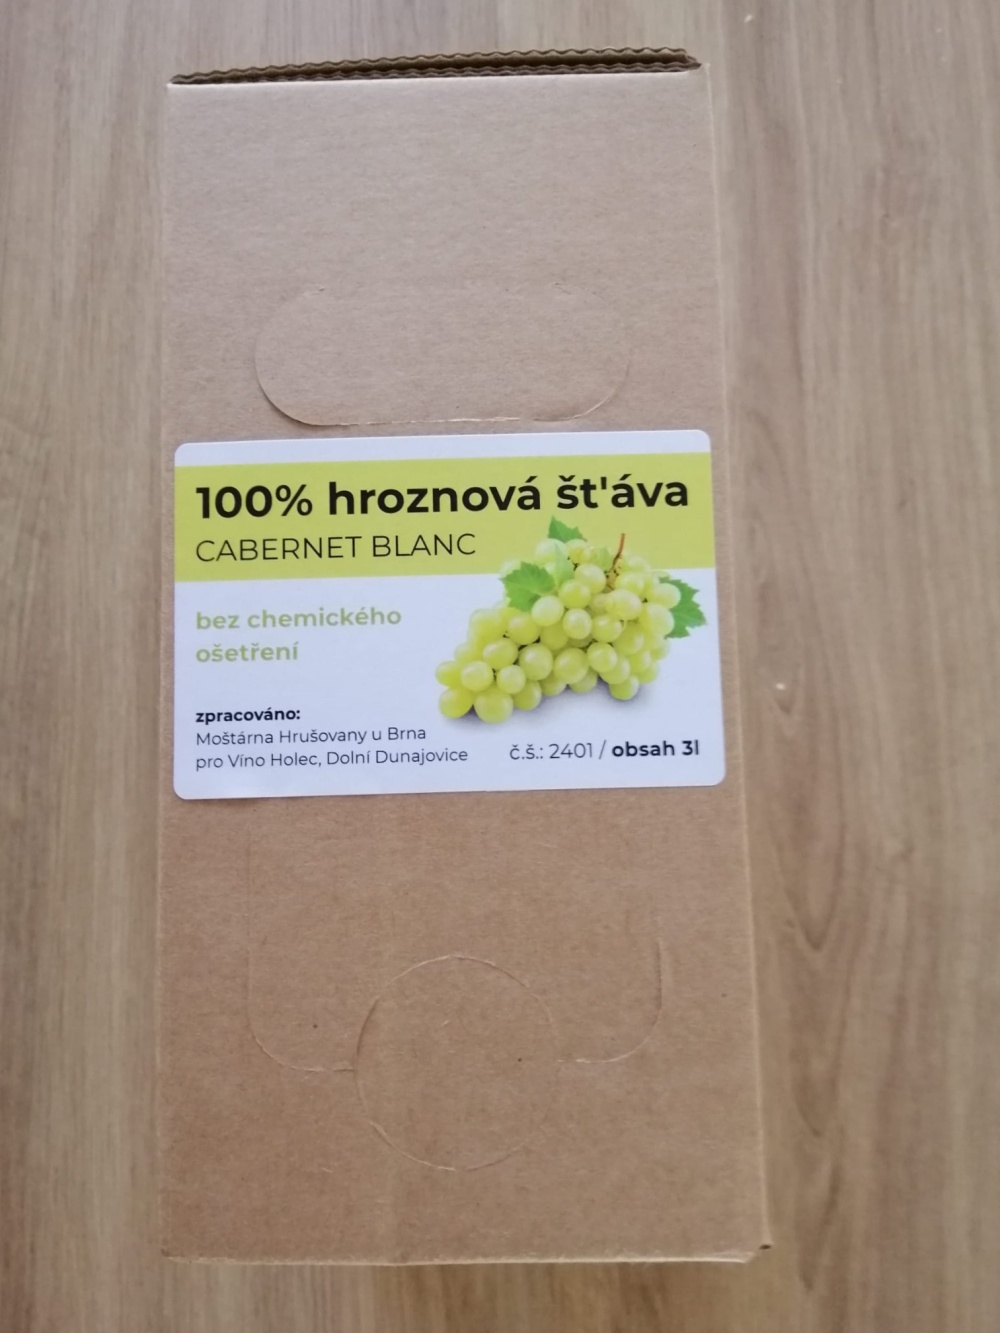 100% hroznová št'áva
CABERNET BLANC
bez chemického
ošetření
zpracováno:
Moštárna Hrušovany u Brna
pro Víno Holec, Dolní Dunajovice
č.š.: 2401 / obsah 3l